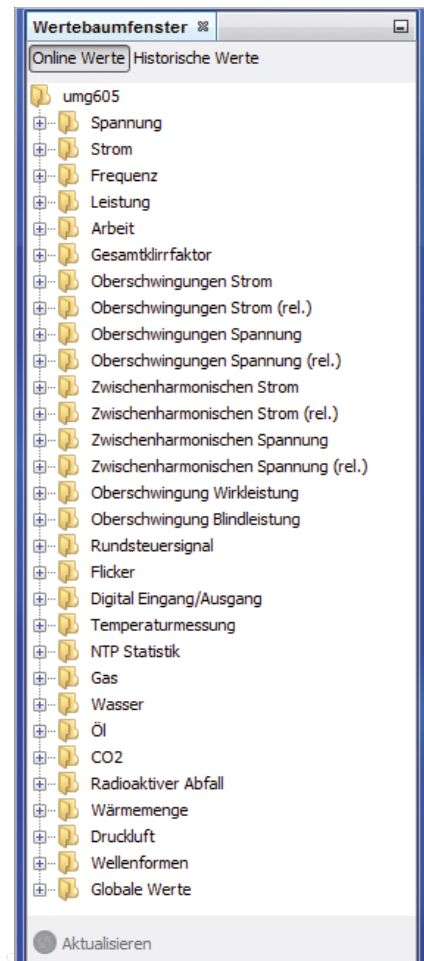 Wertebaumfenster
Online Werte Historische Werte
umg605
Spannung
Strom
Frequenz
Leistung
Arbeit
Gesamtklirrfaktor
Oberschwingungen Strom
Oberschwingungen Strom (rel.)
Oberschwingungen Spannung
Oberschwingungen Spannung (rel.)
Zwischenharmonischen Strom
Zwischenharmonischen Strom (rel.)
Zwischenharmonischen Spannung
Zwischenharmonischen Spannung (rel.)
Oberschwingung Wirkleistung
Oberschwingung Blindleistung
Rundsteuersignal
Flicker
Digital Eingang/Ausgang
Temperaturmessung
NTP Statistik
Gas
Wasser
Öl
CO2
Radioaktiver Abfall
Wärmemenge
Druckluft
Wellenformen
Globale Werte
Aktualisieren